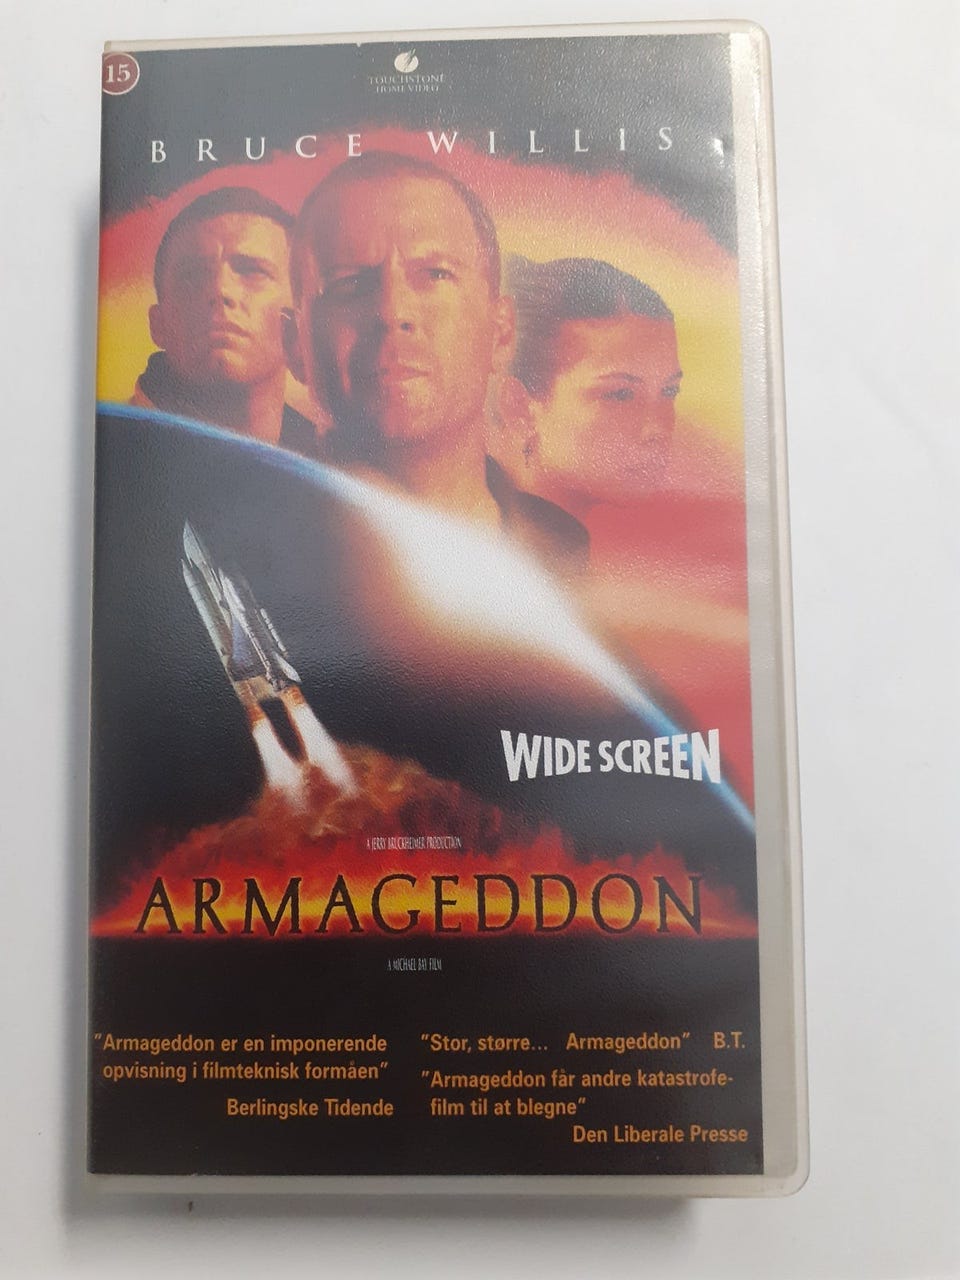 15
TOUCHSTONE
HOME VIDEO
BRUCE WILLIS
WIDE SCREEN
A JERRY BRUCKHEIMER PRODUCTION
ARMAGEDDON
A MICHAEL BAY FILM
"Armageddon er en imponerende
opvisning i filmteknisk formåen"
Berlingske Tidende
"Stor, større... Armageddon" B.T.
"Armageddon får andre katastrofe-
film til at blegne"
Den Liberale Presse